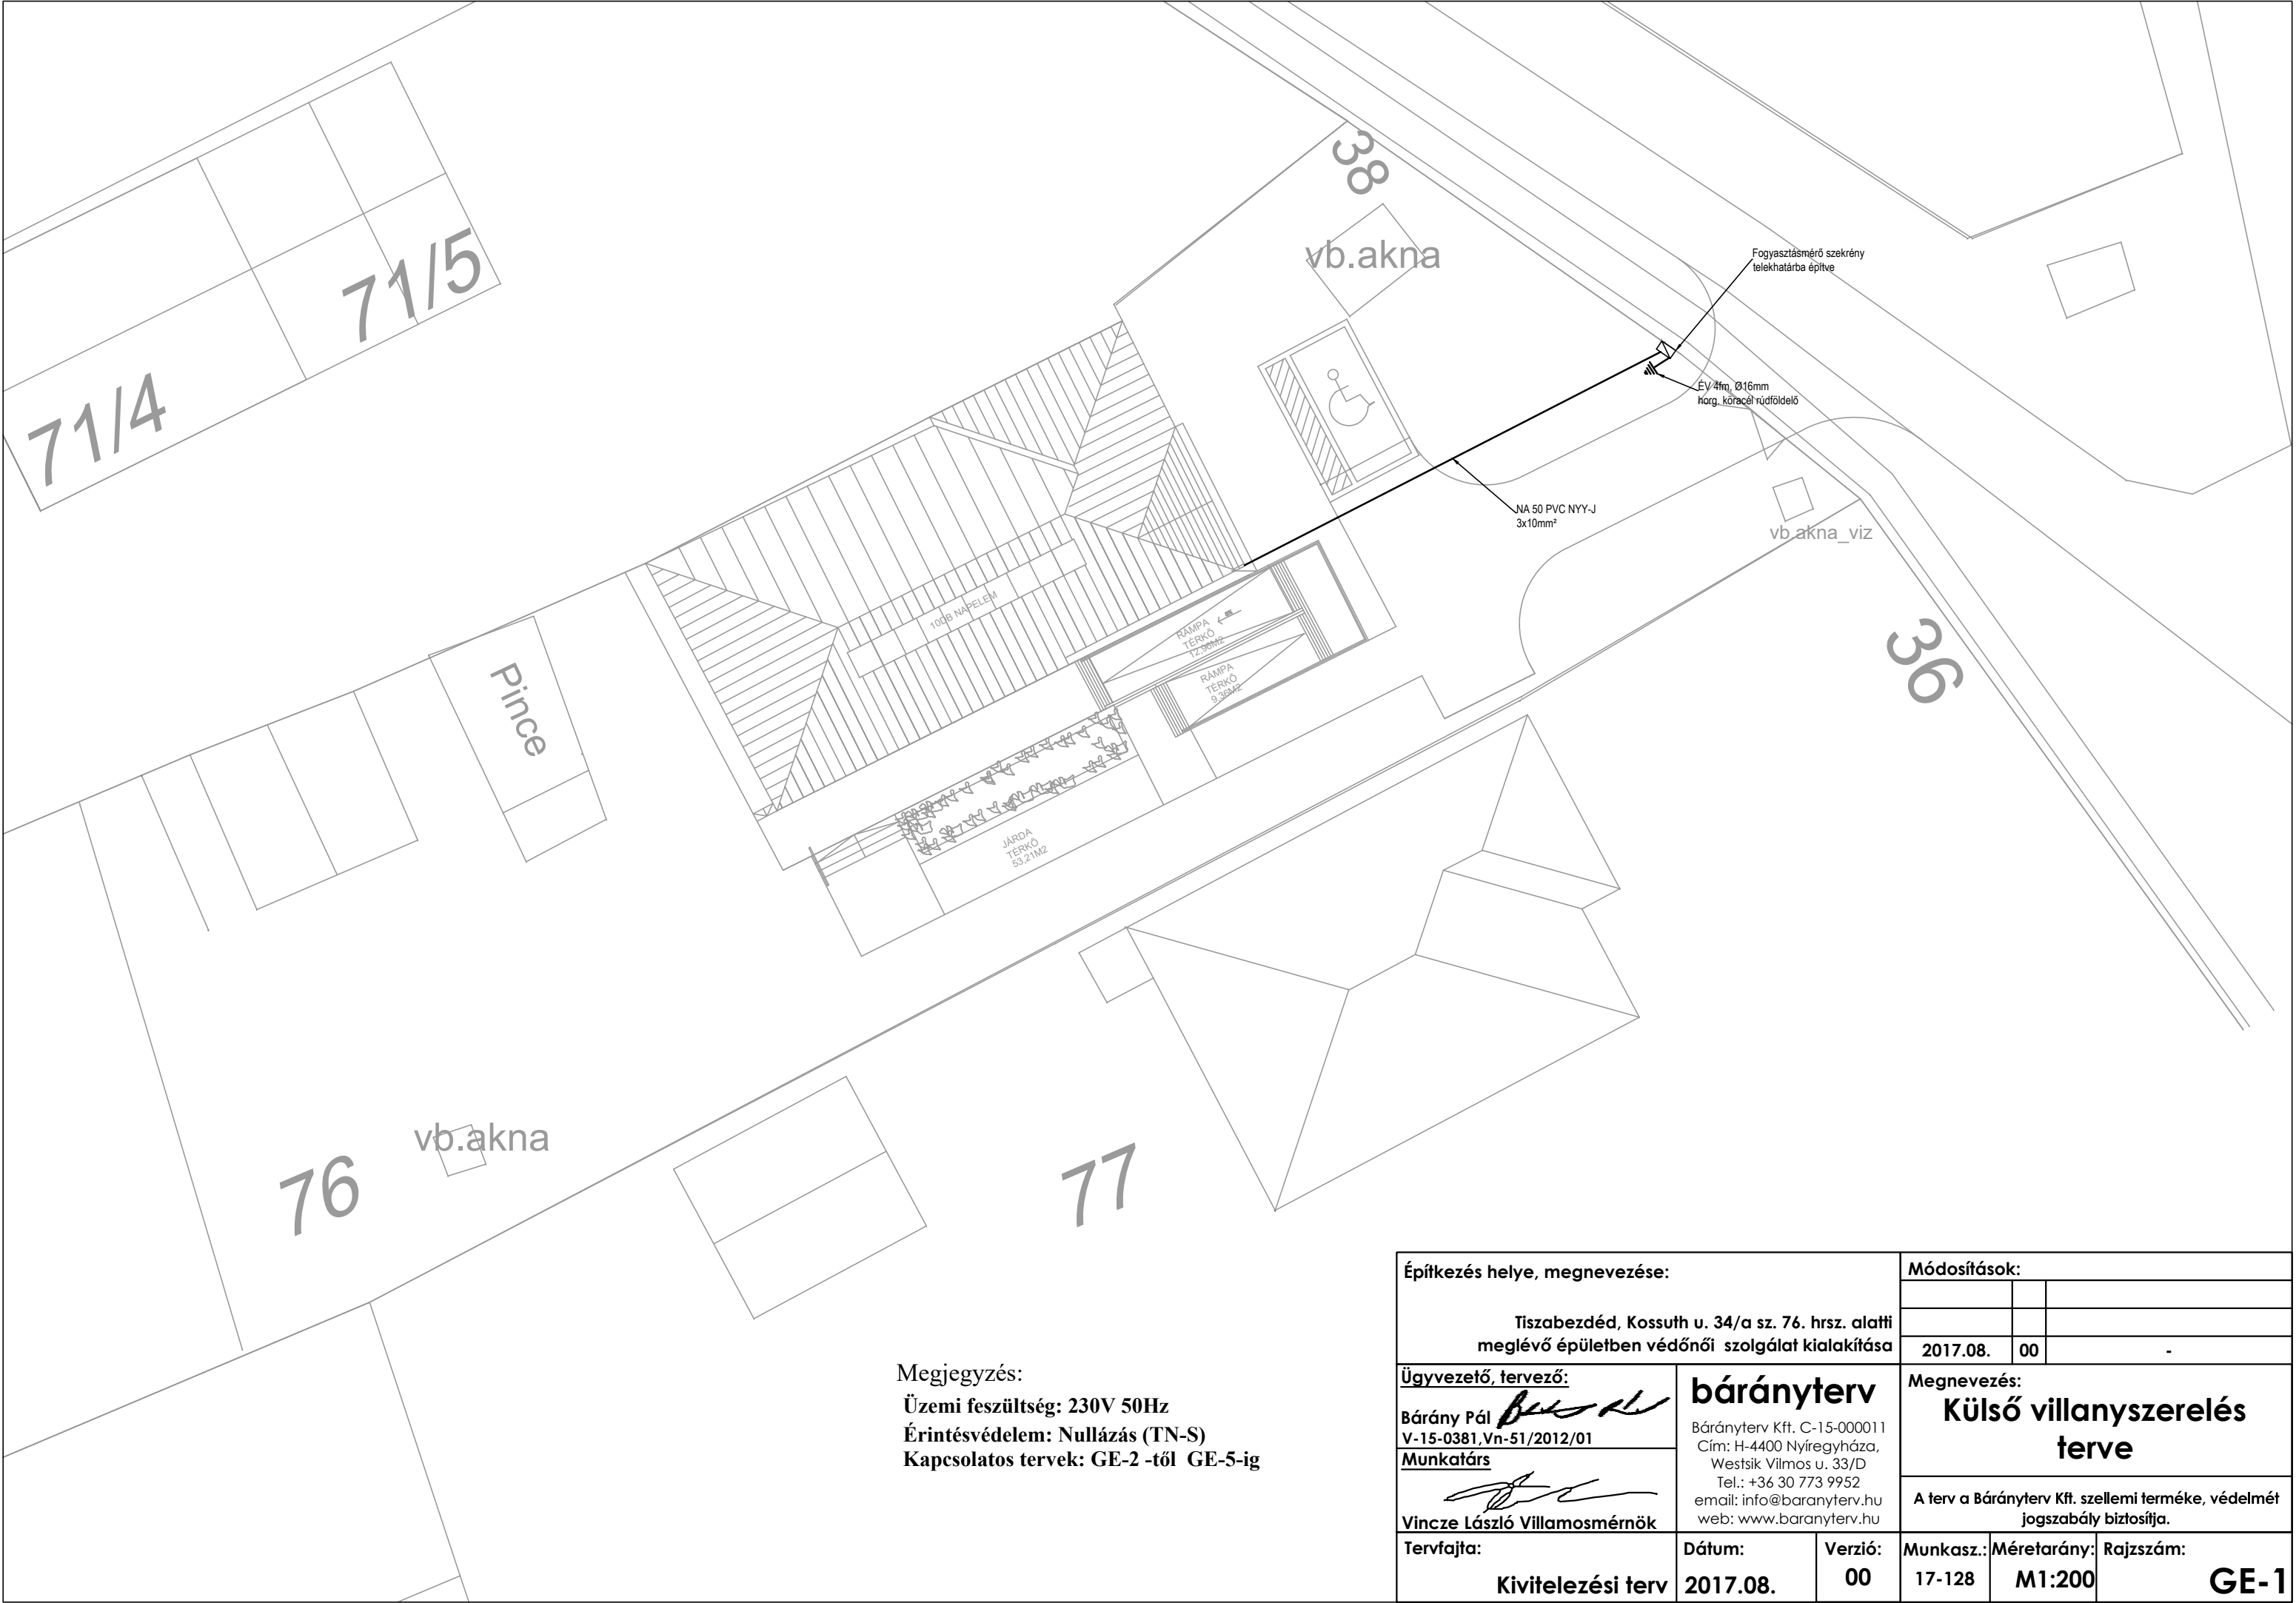 38
vb.akna
71/5
71/4
Fogyasztásmérő szekrény
telekhatárba építve
ÉV 4fm, Ø16mm
horg. köracél rúdföldelő
NA 50 PVC NYY-J
3x10mm²
vb.akna_viz
36
10DB NAPELEM
RÁMPA
TÉRKŐ
12,96M2
RÁMPA
TÉRKŐ
9,36M2
Pince
JÁRDA
TÉRKŐ
53,21M2
vb.akna
76
77
Megjegyzés:
Üzemi feszültség: 230V 50Hz
Érintésvédelem: Nullázás (TN-S)
Kapcsolatos tervek: GE-2 -től GE-5-ig
Építkezés helye, megnevezése:
Tiszabezdéd, Kossuth u. 34/a sz. 76. hrsz. alatti
meglévő épületben védőnői szolgálat kialakítása
Módosítások:
2017.08. 00 -
Ügyvezető, tervező:
Bárány Pál
V-15-0381,Vn-51/2012/01
Munkatárs
Vincze László Villamosmérnök
bárányterv
Bárányterv Kft. C-15-000011
Cím: H-4400 Nyíregyháza,
Westsik Vilmos u. 33/D
Tel.: +36 30 773 9952
email: info@baranyterv.hu
web: www.baranyterv.hu
Megnevezés:
Külső villanyszerelés
terve
A terv a Bárányterv Kft. szellemi terméke, védelmét
jogszabály biztosítja.
Tervfajta:
Kivitelezési terv
Dátum:
2017.08.
Verzió:
00
Munkasz.:
17-128
Méretarány:
M1:200
Rajzszám:
GE-1